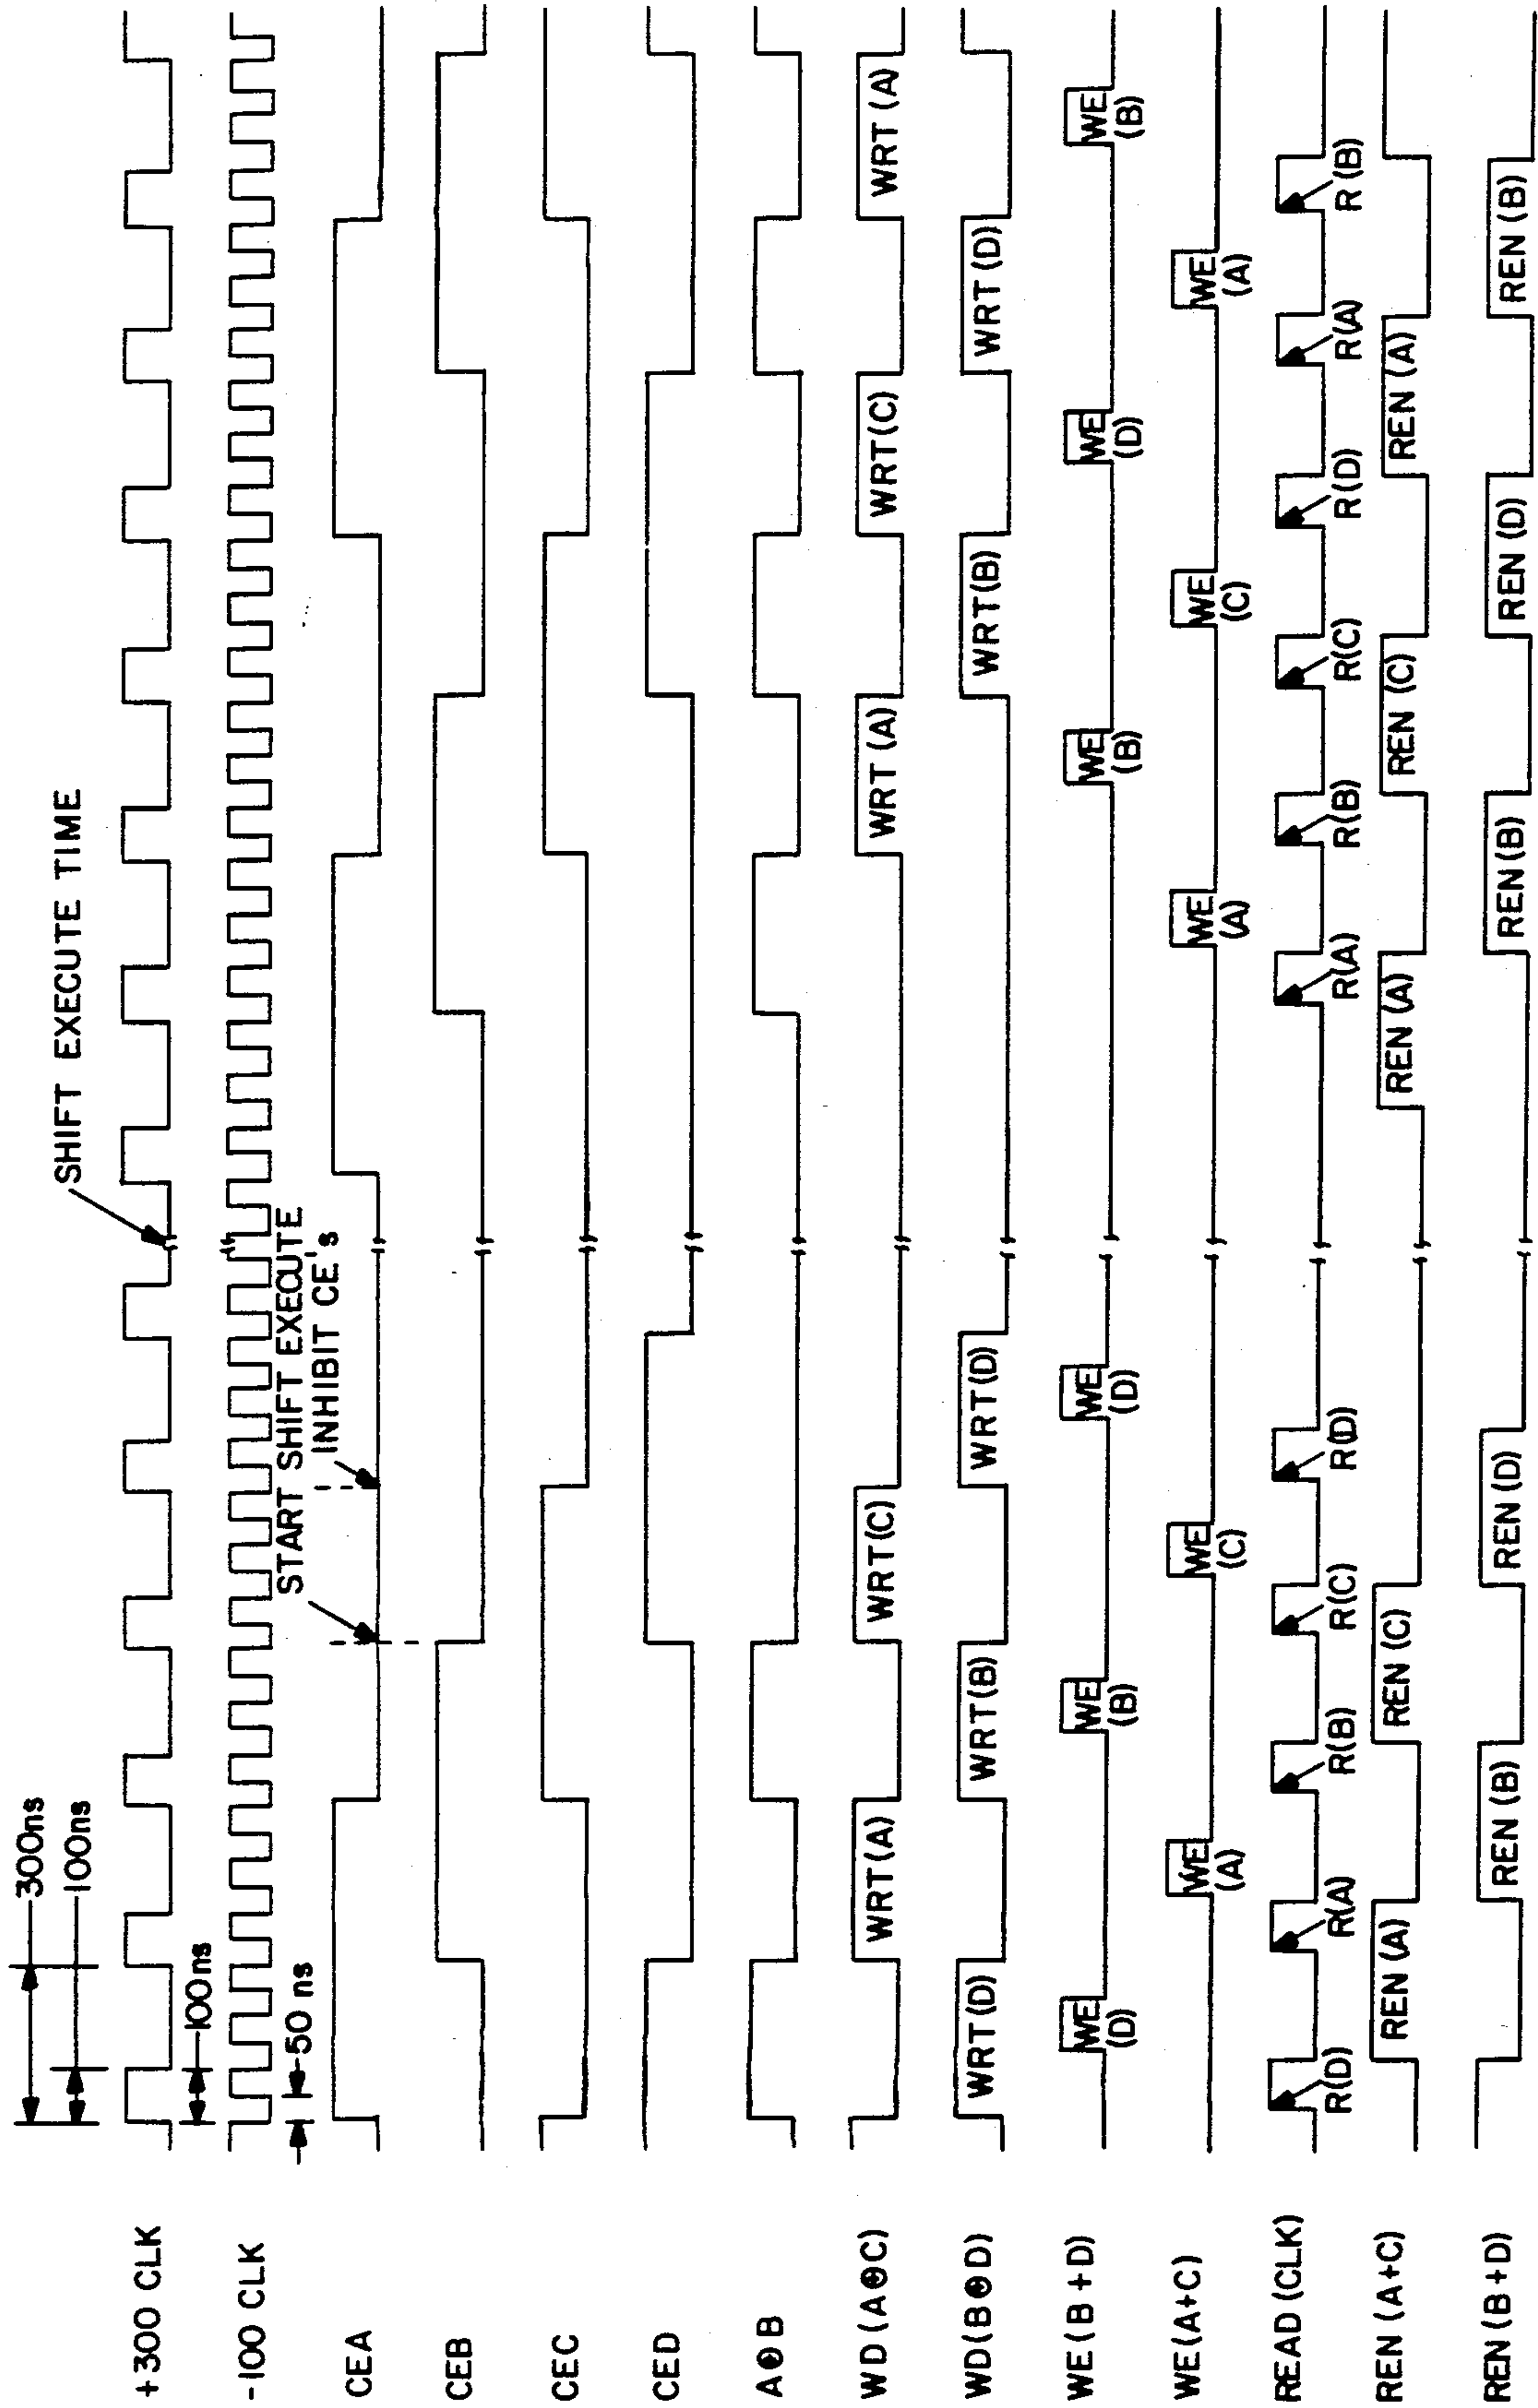 300ns
100ns
SHIFT EXECUTE TIME
+300 CLK
100ns
-100 CLK
50 ns
START SHIFT EXECUTE
INHIBIT CE's
CEA
CEB
CEC
CED
A⊙B
WD(A⊙C) WRT(A) WRT(C) WRT(A) WRT(C) WRT(A)
WD(B⊙D) WRT(D) WRT(B) WRT(D) WRT(B) WRT(D)
WE(B+D) WE WE WE WE WE WE
(D) (B) (D) (B) (D) (B)
WE(A+C) WE WE WE WE WE
(A) (C) (A) (C) (A)
READ(CLK) R(D) R(A) R(B) R(C) R(D) R(A) R(B) R(C) R(D) R(A) R(B)
REN(A+C) REN(A) REN(C) REN(A) REN(C) REN(A)
REN(B+D) REN(B) REN(D) REN(B) REN(D) REN(B)